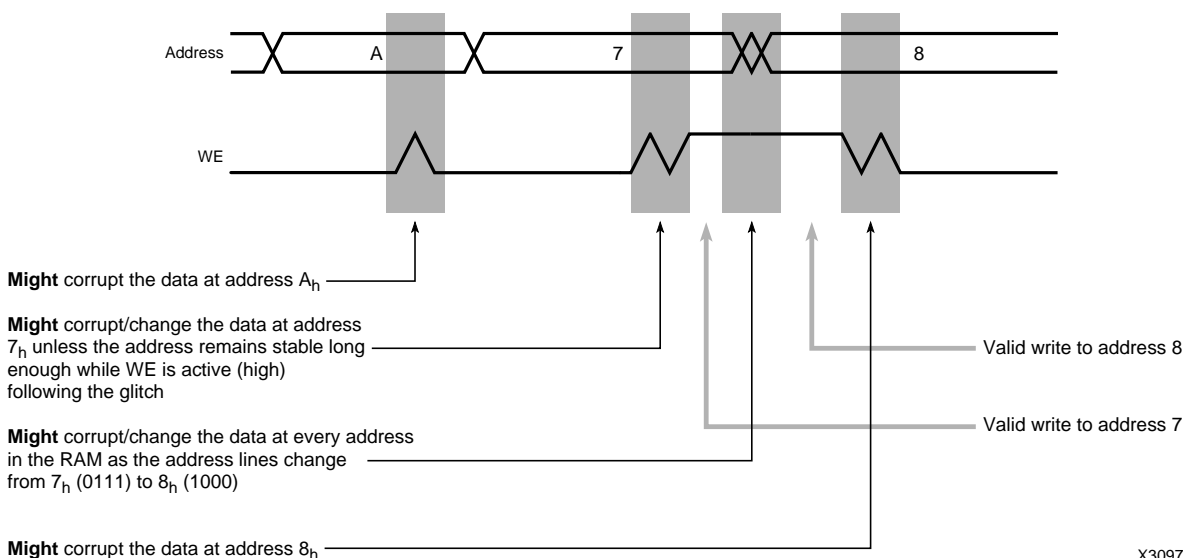 Address A 7 8
WE
Might corrupt the data at address Ah
Might corrupt/change the data at address
7h unless the address remains stable long
enough while WE is active (high)
following the glitch
Valid write to address 8
Valid write to address 7
Might corrupt/change the data at every address
in the RAM as the address lines change
from 7h (0111) to 8h (1000)
Might corrupt the data at address 8h
X3097